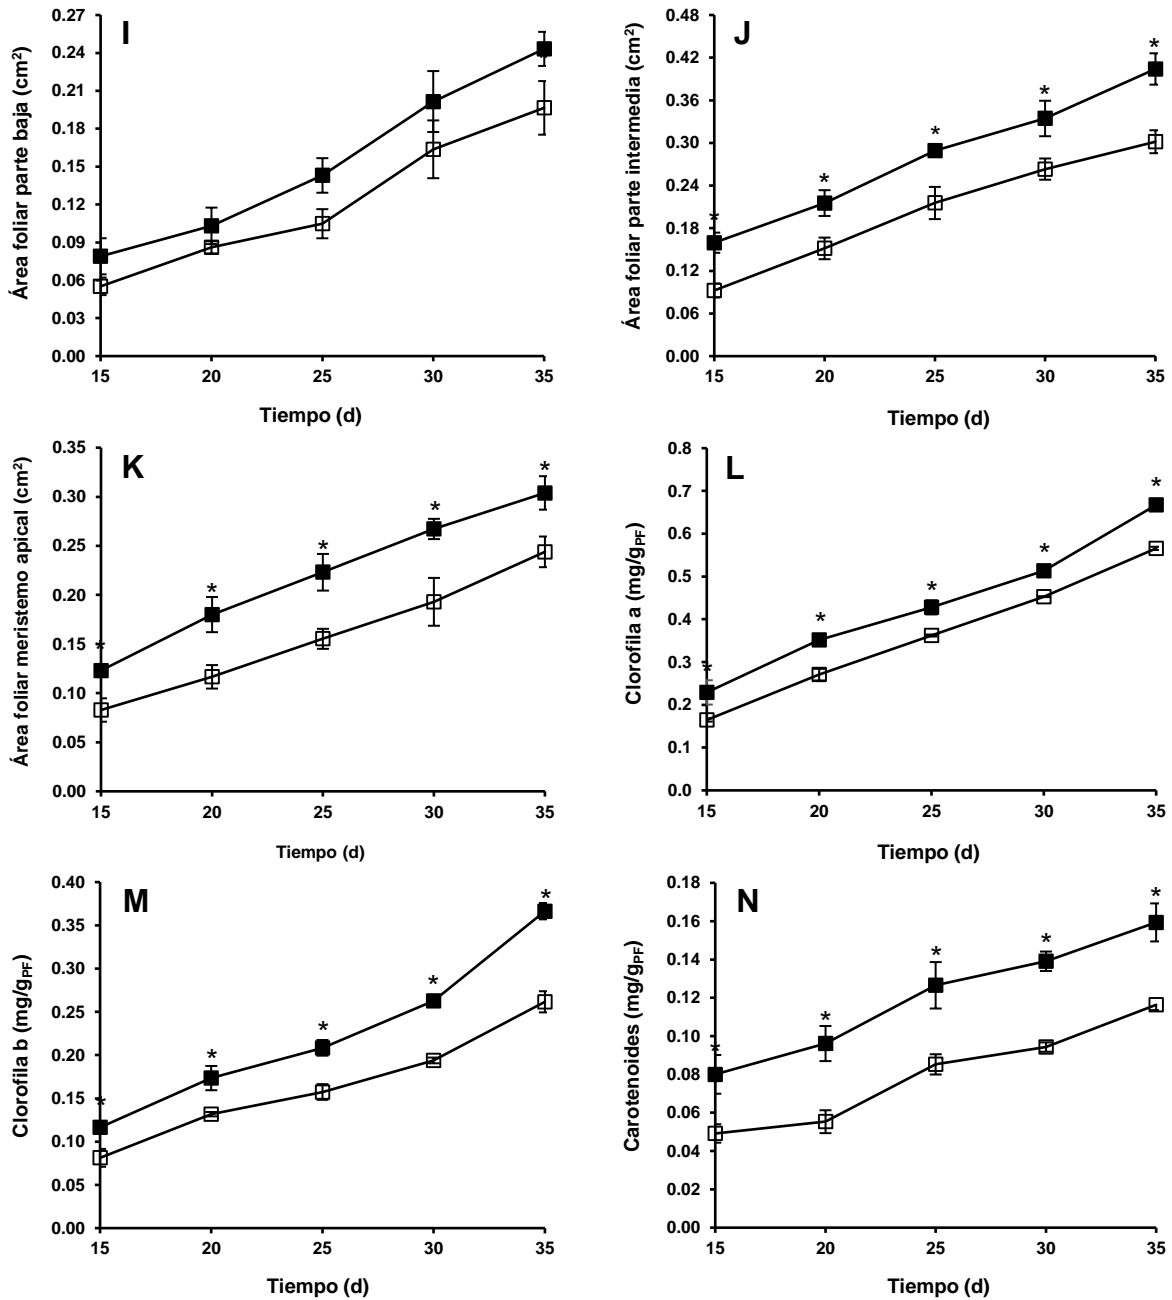 I
Área foliar parte baja (cm²)
0.27
0.24
0.21
0.18
0.15
0.12
0.09
0.06
0.03
0.00
15 20 25 30 35
Tiempo (d)
J
Área foliar parte intermedia (cm²)
0.48
0.42
0.36
0.30
0.24
0.18
0.12
0.06
0.00
* * * * *
15 20 25 30 35
Tiempo (d)
K
Área foliar meristemo apical (cm²)
0.35
0.30
0.25
0.20
0.15
0.10
0.05
0.00
* * * * *
15 20 25 30 35
Tiempo (d)
L
Clorofila a (mg/gPF)
0.8
0.7
0.6
0.5
0.4
0.3
0.2
0.1
0.0
* * * * *
15 20 25 30 35
Tiempo (d)
M
Clorofila b (mg/gPF)
0.40
0.35
0.30
0.25
0.20
0.15
0.10
0.05
0.00
* * * * *
15 20 25 30 35
Tiempo (d)
N
Carotenoides (mg/gPF)
0.18
0.16
0.14
0.12
0.10
0.08
0.06
0.04
0.02
0.00
* * * * *
15 20 25 30 35
Tiempo (d)